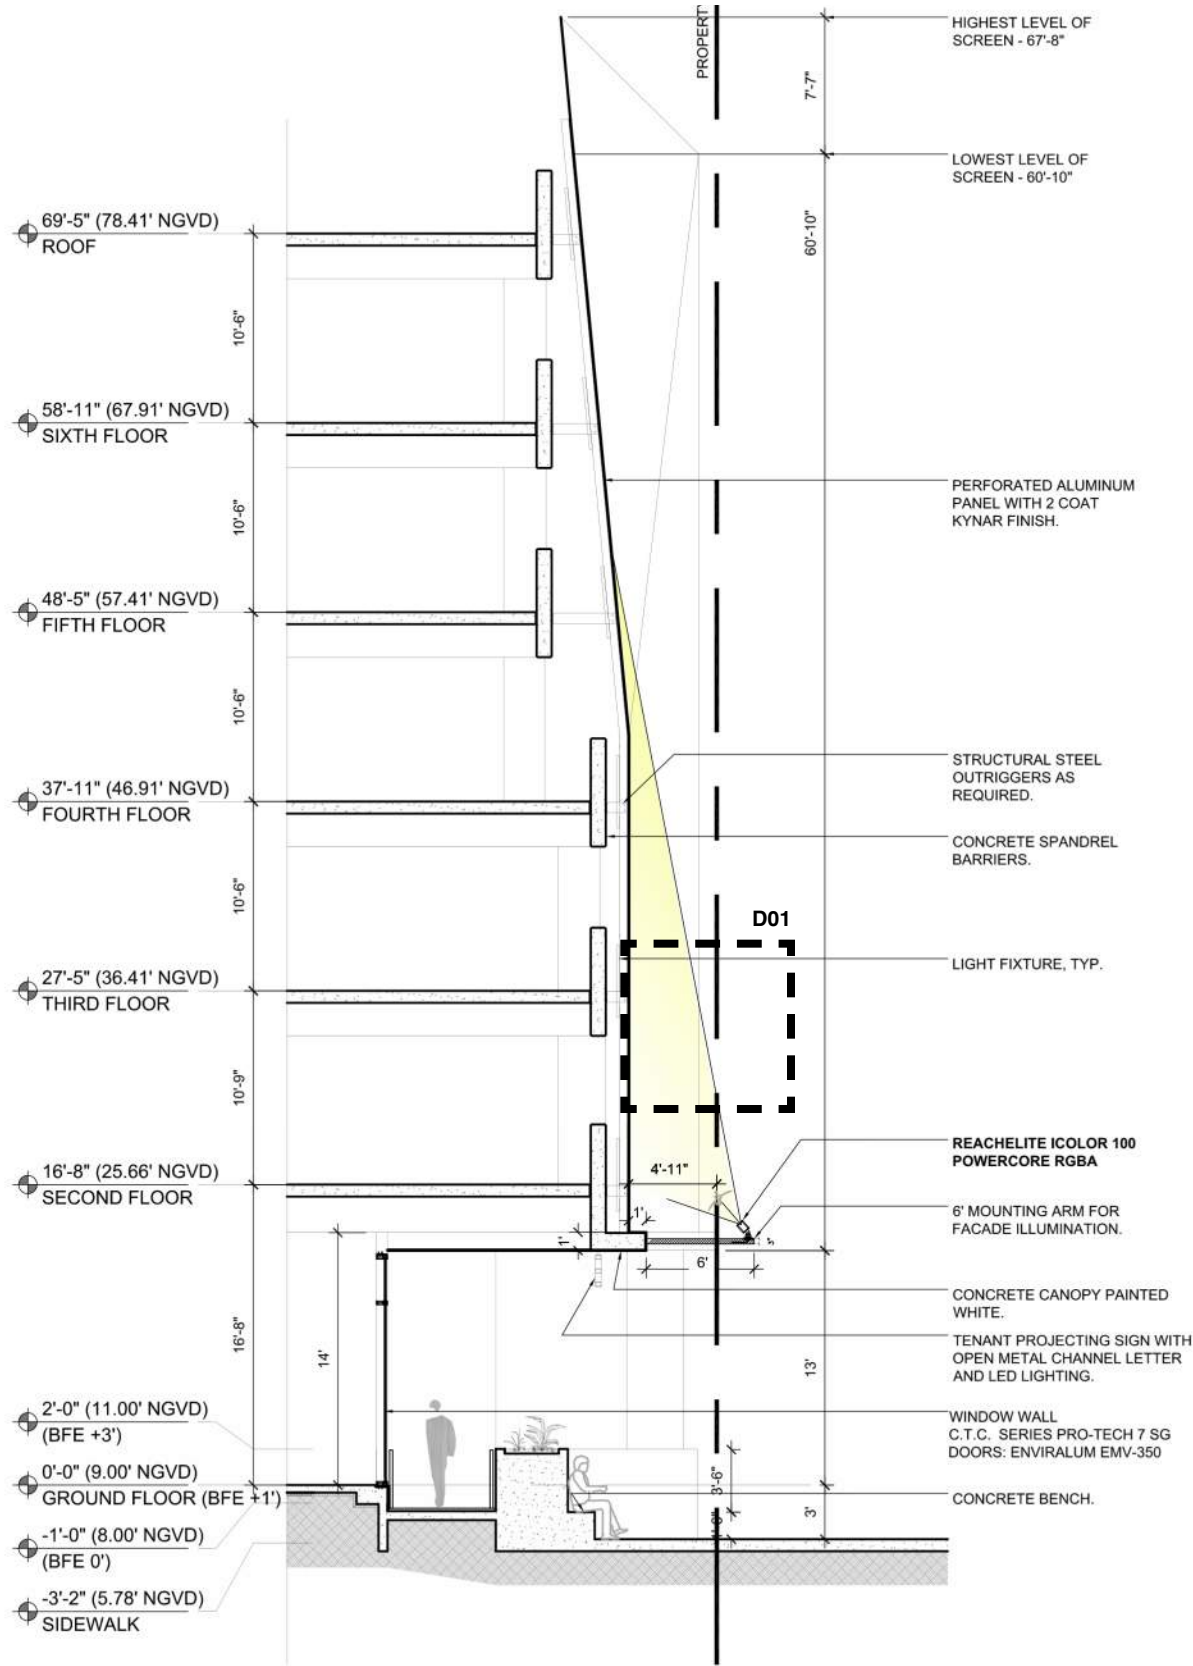 PROPERTY
HIGHEST LEVEL OF
SCREEN - 67'-8"
7'-7"
LOWEST LEVEL OF
SCREEN - 60'-10"
60'-10"
69'-5" (78.41' NGVD)
ROOF
10'-6"
58'-11" (67.91' NGVD)
SIXTH FLOOR
10'-6"
PERFORATED ALUMINUM
PANEL WITH 2 COAT
KYNAR FINISH.
48'-5" (57.41' NGVD)
FIFTH FLOOR
10'-6"
STRUCTURAL STEEL
OUTRIGGERS AS
REQUIRED.
37'-11" (46.91' NGVD)
FOURTH FLOOR
CONCRETE SPANDREL
BARRIERS.
10'-6"
D01
LIGHT FIXTURE, TYP.
27'-5" (36.41' NGVD)
THIRD FLOOR
10'-9"
REACHELITE ICOLOR 100
POWERCORE RGBA
4'-11"
16'-8" (25.66' NGVD)
SECOND FLOOR
6' MOUNTING ARM FOR
FACADE ILLUMINATION.
1'
1'
6'
CONCRETE CANOPY PAINTED
WHITE.
TENANT PROJECTING SIGN WITH
OPEN METAL CHANNEL LETTER
AND LED LIGHTING.
16'-8"
14'
13'
2'-0" (11.00' NGVD)
(BFE +3')
WINDOW WALL
C.T.C. SERIES PRO-TECH 7 SG
DOORS: ENVIRALUM EMV-350
0'-0" (9.00' NGVD)
GROUND FLOOR (BFE +1')
3'-6"
CONCRETE BENCH.
3'
-1'-0" (8.00' NGVD)
(BFE 0')
-3'-2" (5.78' NGVD)
SIDEWALK